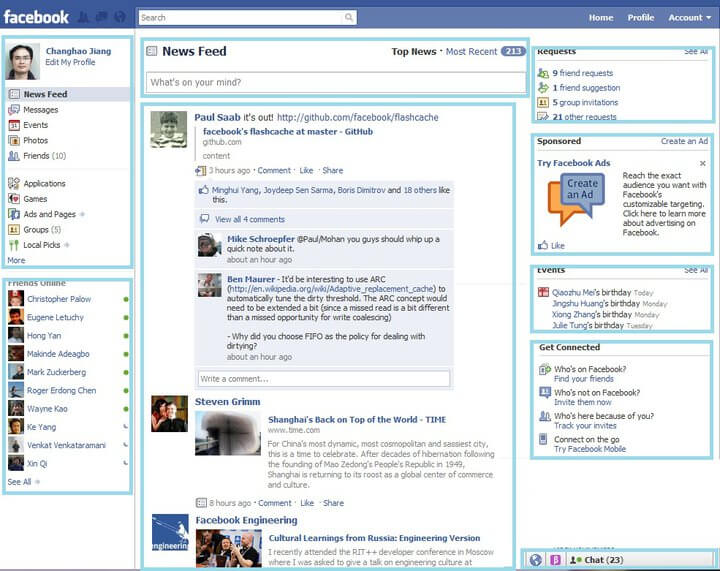 facebook
Search
Home Profile Account
Changhao Jiang
Edit My Profile
News Feed
Messages
Events
Photos
Friends (10)
Applications
Games
Ads and Pages
Groups (5)
Local Picks
More
Friends Online
Christopher Palow
Eugene Letuchy
Hong Yan
Makinde Adeagbo
Mark Zuckerberg
Roger Erdong Chen
Wayne Kao
Ke Yang
Venkat Venkataramani
Xin Qi
See All
News Feed
Top News · Most Recent 213
What's on your mind?
Paul Saab it's out! http://github.com/facebook/flashcache
facebook's flashcache at master - GitHub
github.com
content
3 hours ago · Comment · Like · Share
Minghui Yang, Joydeep Sen Sarma, Boris Dimitrov and 18 others like
this.
View all 4 comments
Mike Schroepfer @Paul/Mohan you guys should whip up a
quick note about it.
about an hour ago
Ben Maurer - It'd be interesting to use ARC
(http://en.wikipedia.org/wiki/Adaptive_replacement_cache) to
automatically tune the dirty threshold. The ARC concept would
need to be extended a bit (since a missed read is a bit different
than a missed opportunity for write coalescing)
- Why did you choose FIFO as the policy for dealing with
dirtying?
about an hour ago
Write a comment...
Steven Grimm
Shanghai's Back on Top of the World - TIME
www.time.com
For China's most dynamic, most cosmopolitan and sassiest city,
this is a time to celebrate. After decades of hibernation following
the founding of Mao Zedong's People's Republic in 1949,
Shanghai is returning to its roost as a global center of commerce
and culture.
8 hours ago · Comment · Like · Share
Facebook Engineering
engineering
Cultural Learnings from Russia: Engineering Version
I recently attended the RIT++ developer conference in Moscow
where I was asked to give a talk on engineering culture at
Requests See All
9 friend requests
1 friend suggestion
5 group invitations
21 other requests
Sponsored Create an Ad
Try Facebook Ads
Create
an Ad
Reach the exact
audience you want with
Facebook's
customizable targeting.
Click here to learn more
about advertising on
Facebook.
Like
Events See All
Qiaozhu Mei's birthday Today
Jingshu Huang's birthday Monday
Xiong Zhang's birthday Monday
Julie Tung's birthday Tuesday
Get Connected
Who's on Facebook?
Find your friends
Who's not on Facebook?
Invite them now
Who's here because of you?
Track your invites
Connect on the go
Try Facebook Mobile
Chat (23)